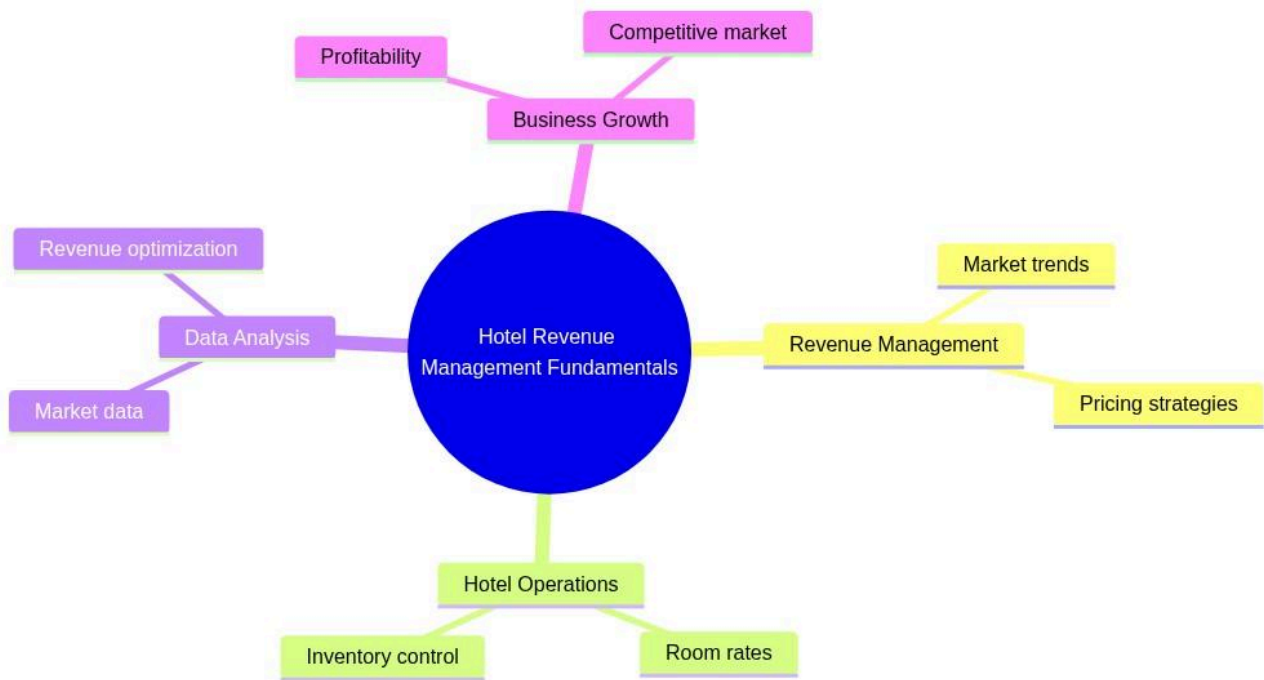 Competitive market
Profitability
Business Growth
Revenue optimization
Data Analysis
Market data
Hotel Revenue
Management Fundamentals
Market trends
Revenue Management
Pricing strategies
Hotel Operations
Inventory control
Room rates